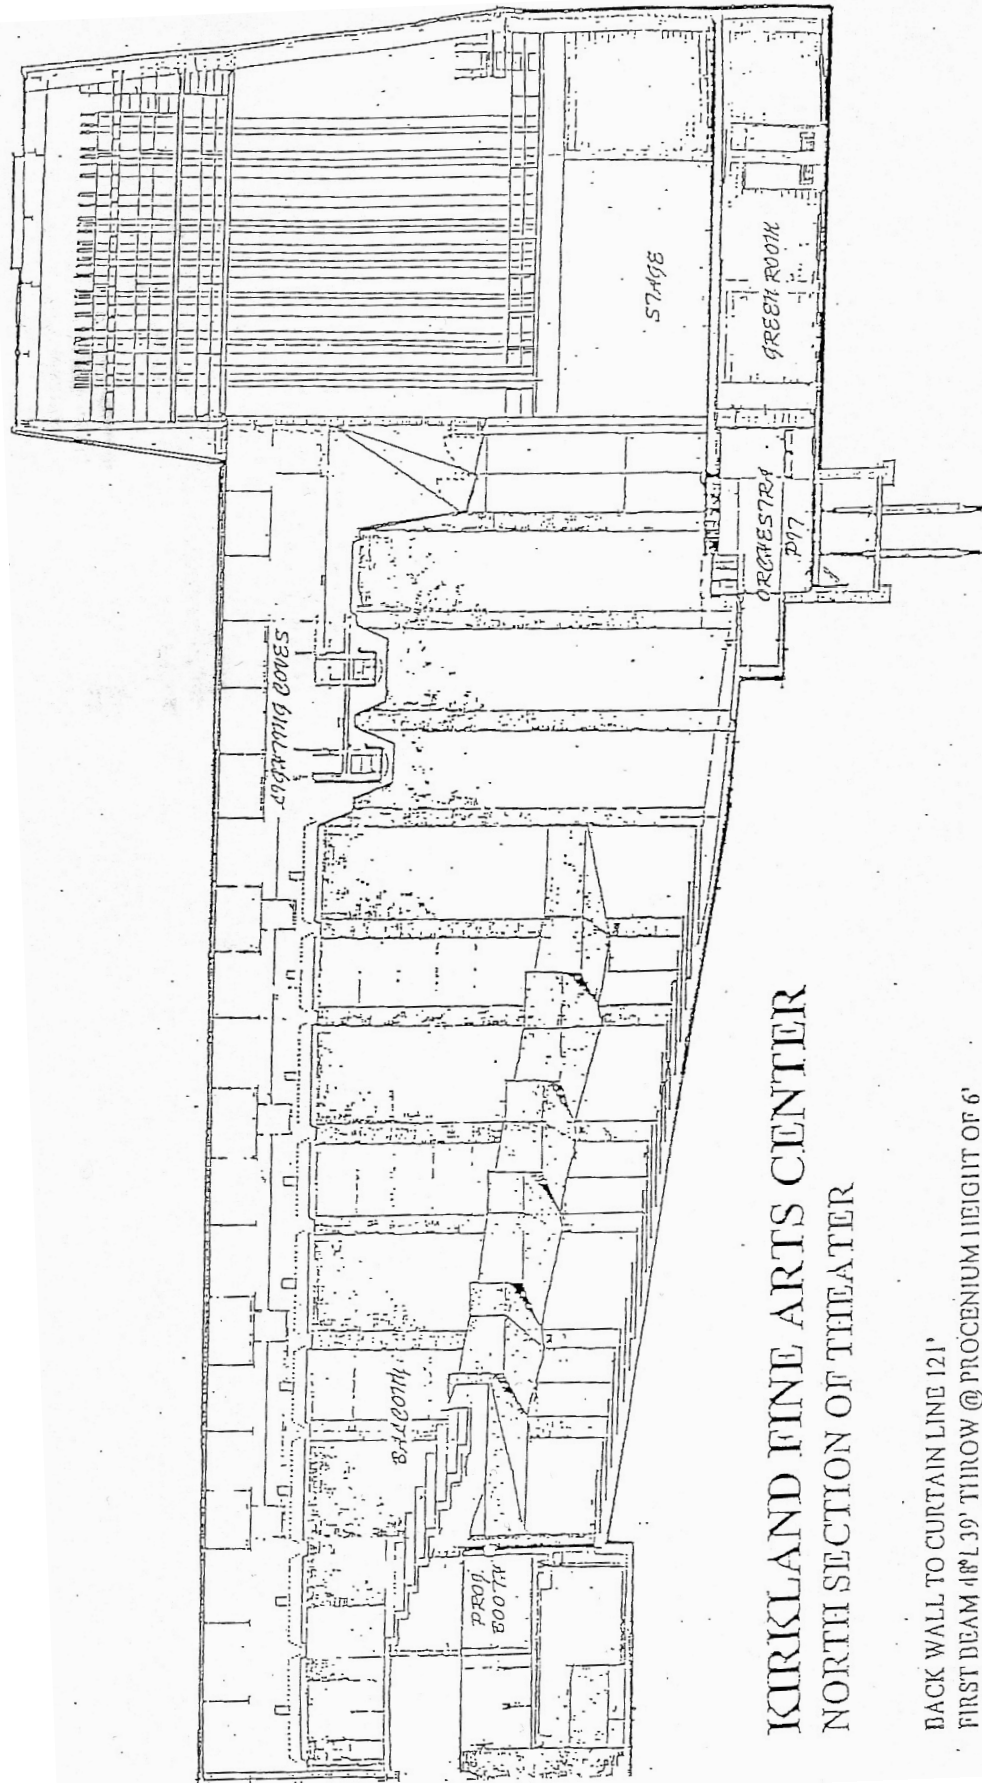 LIGHTING COVES
STAGE
GREEN ROOM
ORCHESTRA
PIT
BALCONY
PROJ.
BOOTH
KIRKLAND FINE ARTS CENTER
NORTH SECTION OF THEATER
BACK WALL TO CURTAIN LINE 121'
FIRST BEAM 39' THROW @ PROCENIUM HEIGHT OF 6'